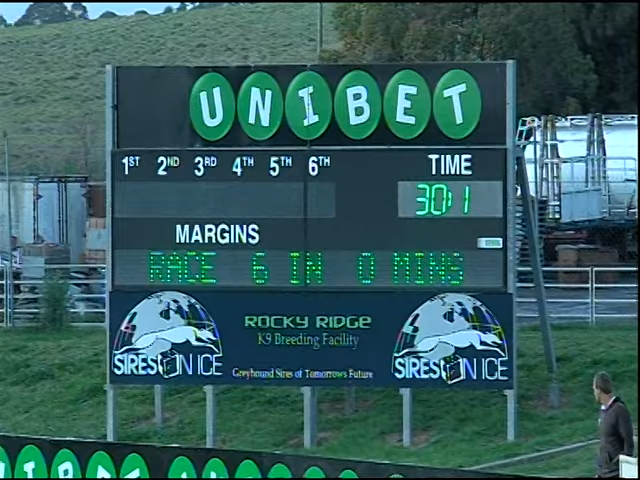 UNIBET
1ST 2ND 3RD 4TH 5TH 6TH TIME
30:1
MARGINS
RACE 6 IN 0 MINS
ROCKY RIDGE
K9 Breeding Facility
SIRES ON ICE
Greyhound Sires of Tomorrows Future
SIRES ON ICE